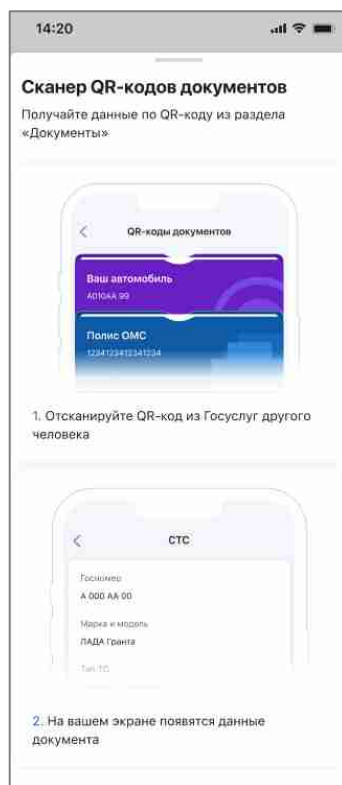 14:20
Сканер QR-кодов документов
Получайте данные по QR-коду из раздела
«Документы»
QR-коды документов
Ваш автомобиль
А010АА 99
Полис ОМС
1234123412341234
1. Отсканируйте QR-код из Госуслуг другого
человека
СТС
Госномер
А 000 АА 00
Марка и модель
ЛАДА Гранта
Тип ТС
2. На вашем экране появятся данные
документа